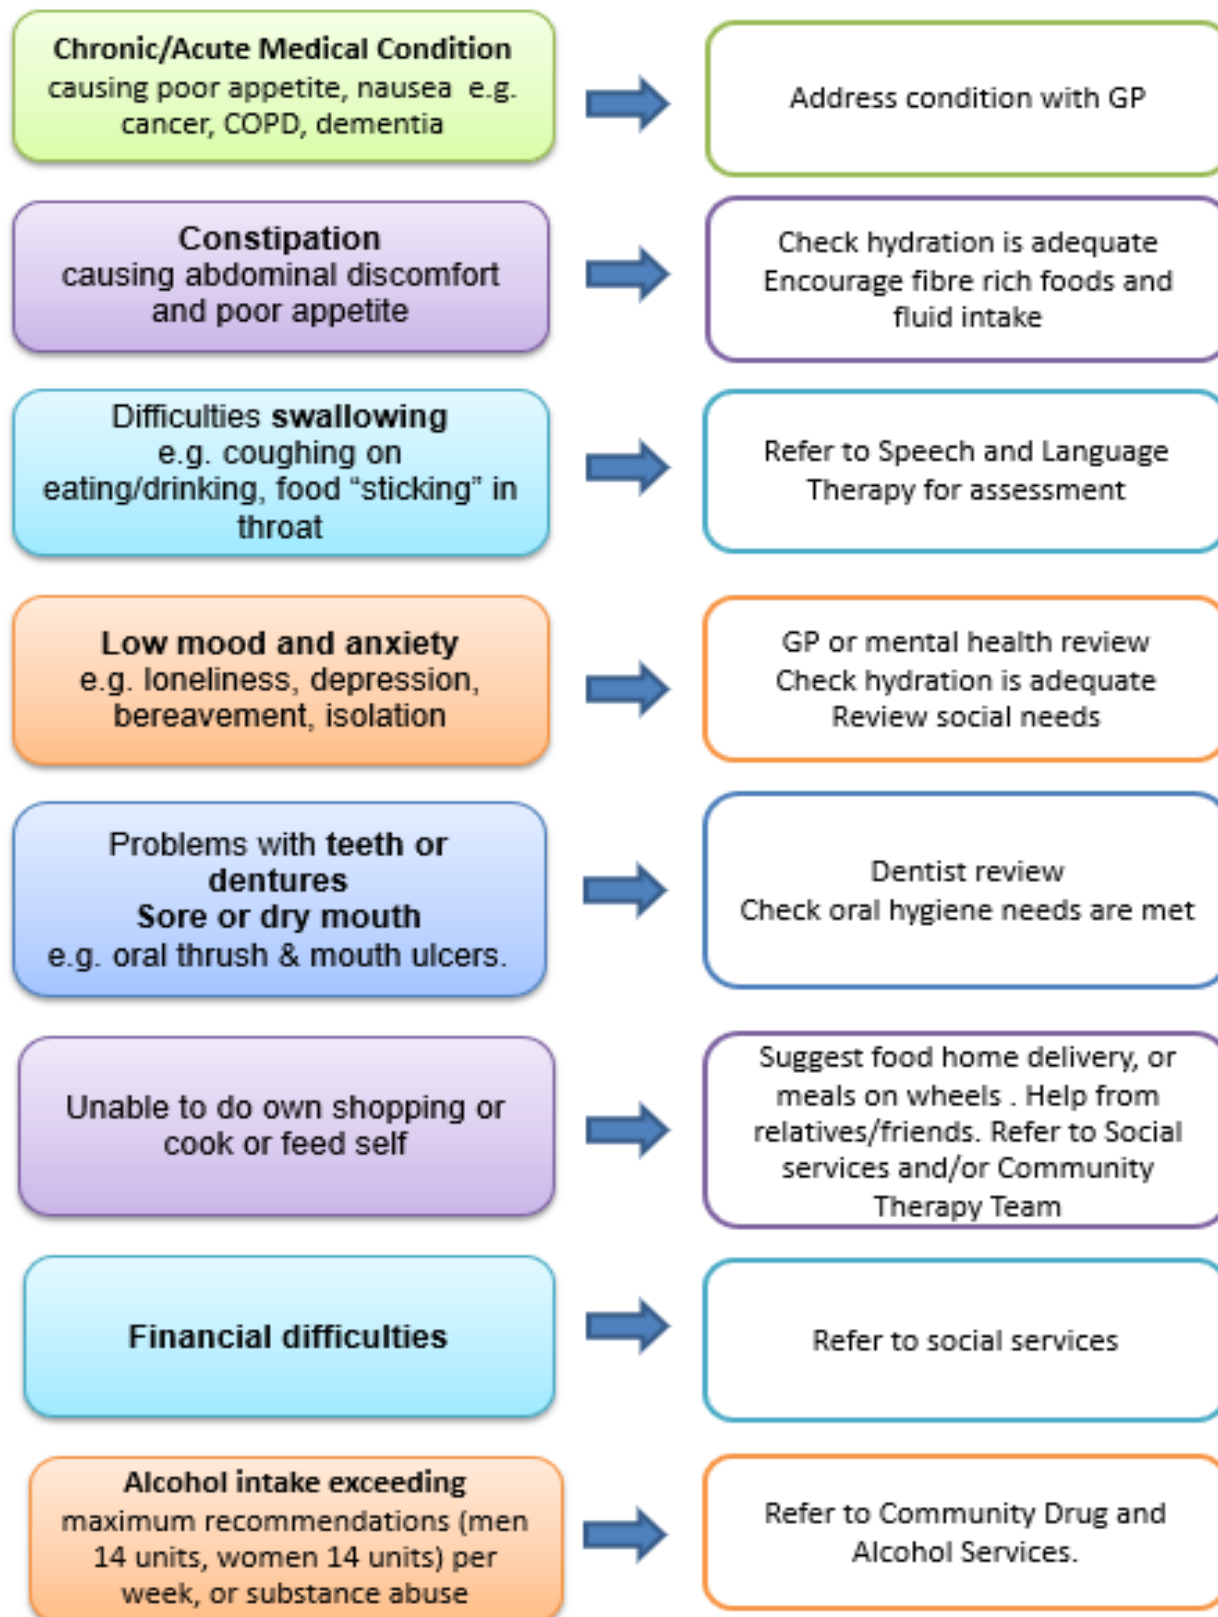 Chronic/Acute Medical Condition
causing poor appetite, nausea e.g.
cancer, COPD, dementia
Address condition with GP
Constipation
causing abdominal discomfort
and poor appetite
Check hydration is adequate
Encourage fibre rich foods and
fluid intake
Difficulties swallowing
e.g. coughing on
eating/drinking, food “sticking” in
throat
Refer to Speech and Language
Therapy for assessment
Low mood and anxiety
e.g. loneliness, depression,
bereavement, isolation
GP or mental health review
Check hydration is adequate
Review social needs
Problems with teeth or
dentures
Sore or dry mouth
e.g. oral thrush & mouth ulcers.
Dentist review
Check oral hygiene needs are met
Unable to do own shopping or
cook or feed self
Suggest food home delivery, or
meals on wheels . Help from
relatives/friends. Refer to Social
services and/or Community
Therapy Team
Financial difficulties
Refer to social services
Alcohol intake exceeding
maximum recommendations (men
14 units, women 14 units) per
week, or substance abuse
Refer to Community Drug and
Alcohol Services.